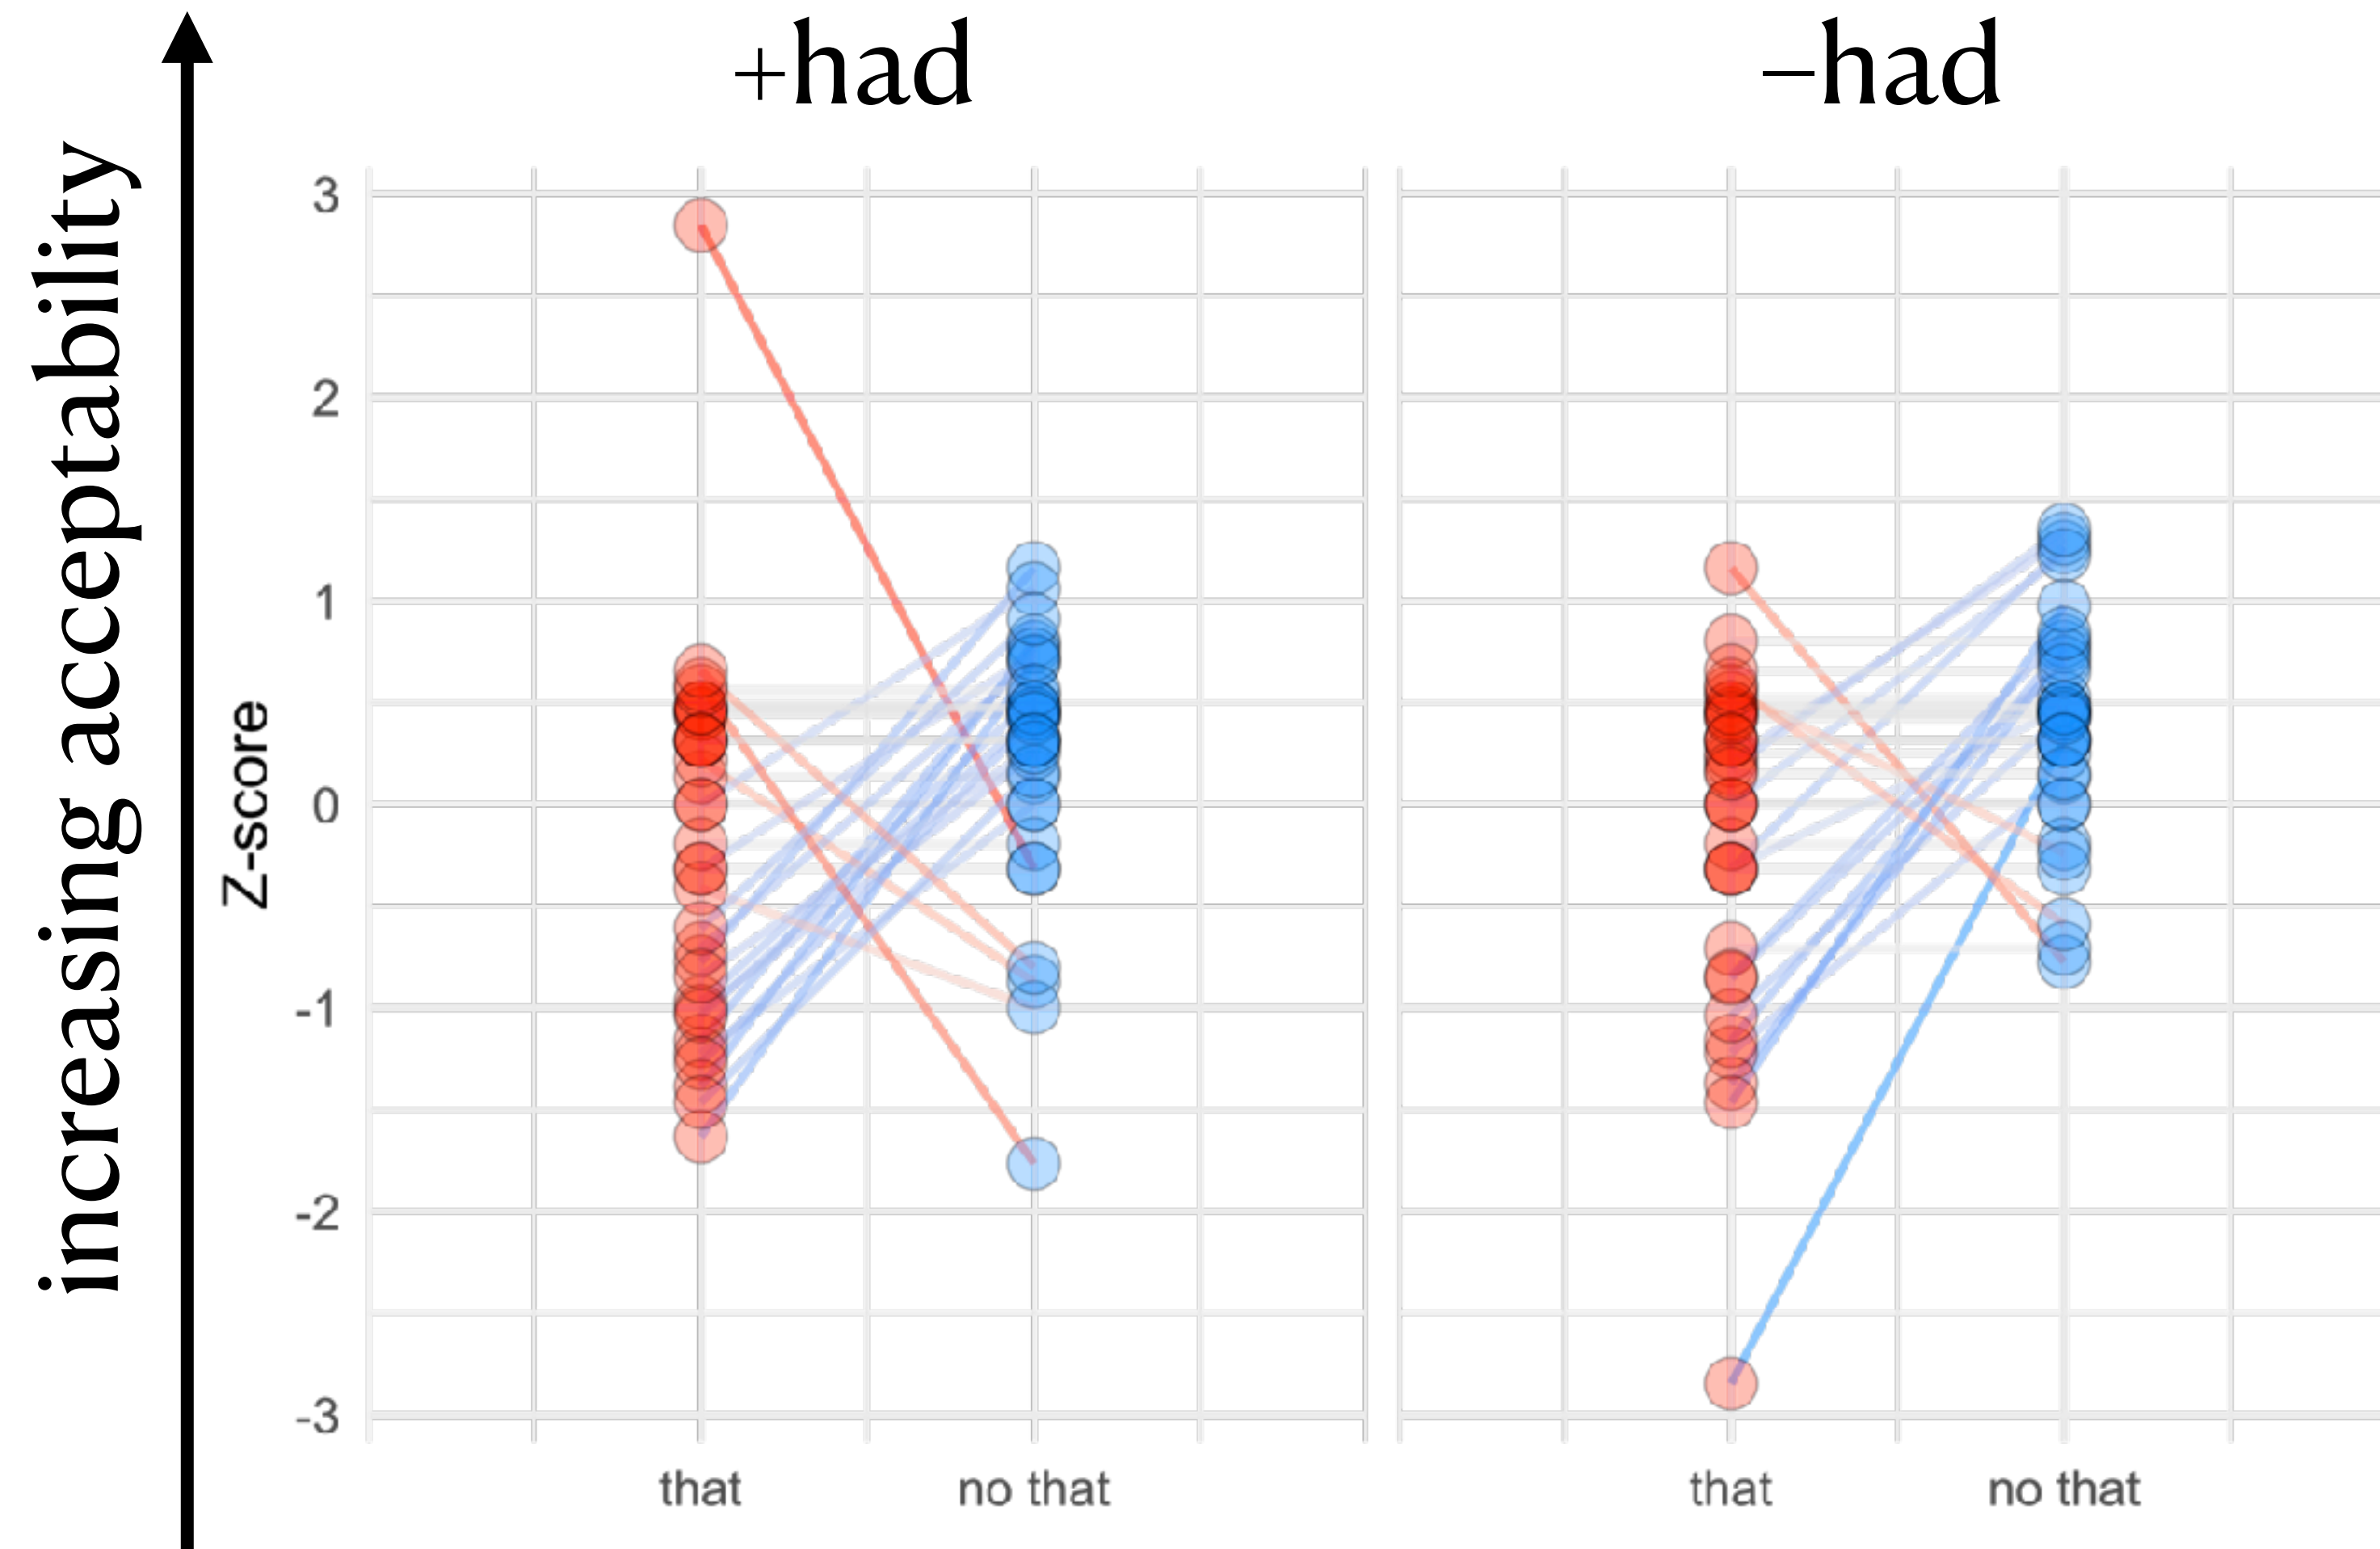 +had
–had
increasing acceptability
Z-score
3
2
1
0
-1
-2
-3
that
no that
that
no that